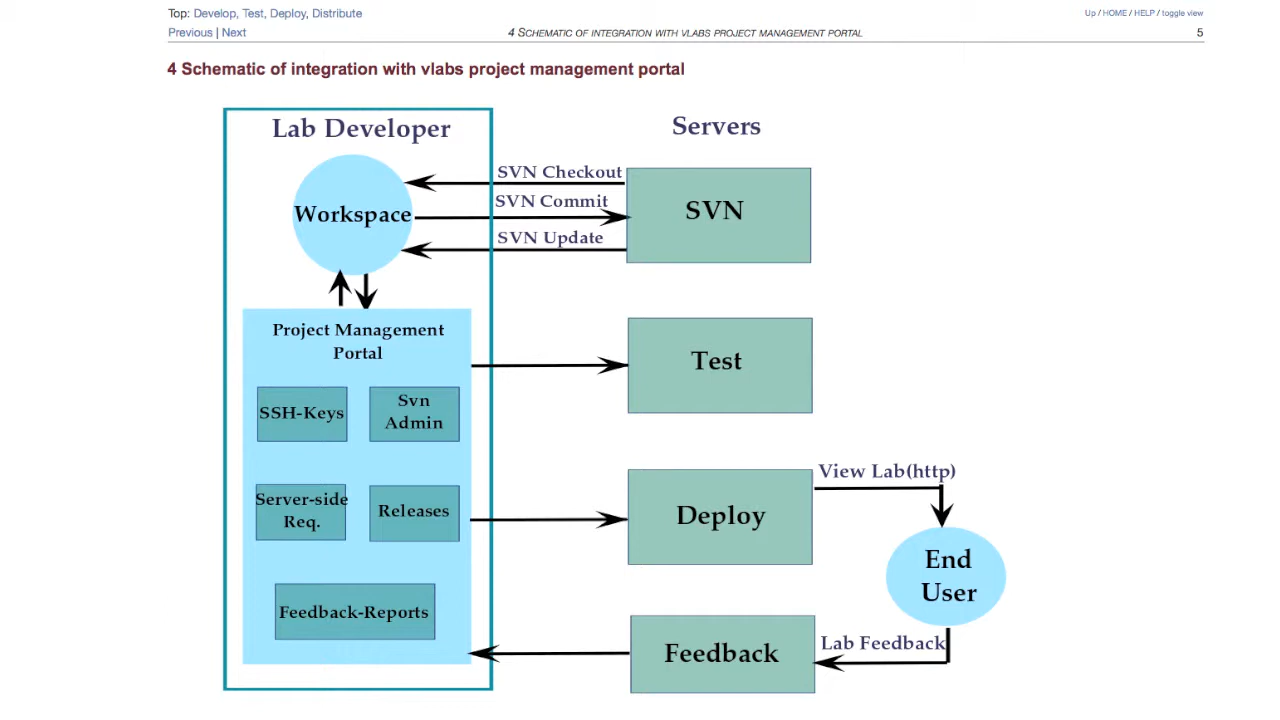 Top: Develop, Test, Deploy, Distribute
Up / HOME / HELP / toggle view
Previous | Next
4 SCHEMATIC OF INTEGRATION WITH VLABS PROJECT MANAGEMENT PORTAL
5
4 Schematic of integration with vlabs project management portal
Lab Developer
Servers
Workspace
SVN Checkout
SVN Commit
SVN Update
SVN
Project Management
Portal
SSH-Keys
Svn
Admin
Server-side
Req.
Releases
Feedback-Reports
Test
Deploy
View Lab(http)
End
User
Lab Feedback
Feedback